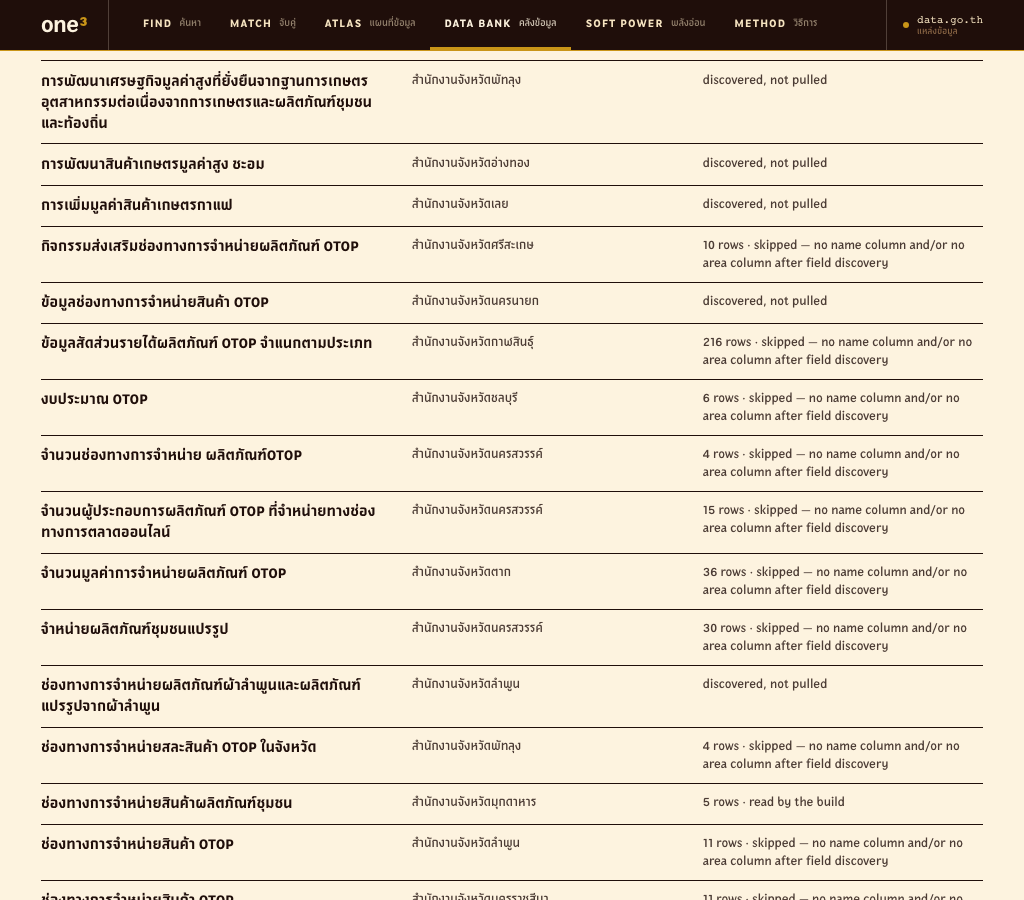 one³
FIND ค้นหา
MATCH จับคู่
ATLAS แผนที่ข้อมูล
DATA BANK คลังข้อมูล
SOFT POWER พลังอ่อน
METHOD วิธีการ
data.go.th
แหล่งข้อมูล
การพัฒนาเศรษฐกิจมูลค่าสูงที่ยั่งยืนจากฐานการเกษตร
อุตสาหกรรมต่อเนื่องจากการเกษตรและผลิตภัณฑ์ชุมชน
และท้องถิ่น
สำนักงานจังหวัดพัทลุง
discovered, not pulled
การพัฒนาสินค้าเกษตรมูลค่าสูง ชะอม
สำนักงานจังหวัดอ่างทอง
discovered, not pulled
การเพิ่มมูลค่าสินค้าเกษตรกาแฟ
สำนักงานจังหวัดเลย
discovered, not pulled
กิจกรรมส่งเสริมช่องทางการจำหน่ายผลิตภัณฑ์ OTOP
สำนักงานจังหวัดศรีสะเกษ
10 rows · skipped — no name column and/or no
area column after field discovery
ข้อมูลช่องทางการจำหน่ายสินค้า OTOP
สำนักงานจังหวัดนครนายก
discovered, not pulled
ข้อมูลสัดส่วนรายได้ผลิตภัณฑ์ OTOP จำแนกตามประเภท
สำนักงานจังหวัดกาฬสินธุ์
216 rows · skipped — no name column and/or no
area column after field discovery
งบประมาณ OTOP
สำนักงานจังหวัดชลบุรี
6 rows · skipped — no name column and/or no
area column after field discovery
จำนวนช่องทางการจำหน่าย ผลิตภัณฑ์OTOP
สำนักงานจังหวัดนครสวรรค์
4 rows · skipped — no name column and/or no
area column after field discovery
จำนวนผู้ประกอบการผลิตภัณฑ์ OTOP ที่จำหน่ายทางช่อง
ทางการตลาดออนไลน์
สำนักงานจังหวัดนครสวรรค์
15 rows · skipped — no name column and/or no
area column after field discovery
จำนวนมูลค่าการจำหน่ายผลิตภัณฑ์ OTOP
สำนักงานจังหวัดตาก
36 rows · skipped — no name column and/or no
area column after field discovery
จำหน่ายผลิตภัณฑ์ชุมชนแปรรูป
สำนักงานจังหวัดนครสวรรค์
30 rows · skipped — no name column and/or no
area column after field discovery
ช่องทางการจำหน่ายผลิตภัณฑ์ผ้าลำพูนและผลิตภัณฑ์
แปรรูปจากผ้าลำพูน
สำนักงานจังหวัดลำพูน
discovered, not pulled
ช่องทางการจำหน่ายสละสินค้า OTOP ในจังหวัด
สำนักงานจังหวัดพัทลุง
4 rows · skipped — no name column and/or no
area column after field discovery
ช่องทางการจำหน่ายสินค้าผลิตภัณฑ์ชุมชน
สำนักงานจังหวัดมุกดาหาร
5 rows · read by the build
ช่องทางการจำหน่ายสินค้า OTOP
สำนักงานจังหวัดลำพูน
11 rows · skipped — no name column and/or no
area column after field discovery
ช่องทางการจำหน่ายสินค้า OTOP
สำนักงานจังหวัดนครราชสีมา
11 rows · skipped — no name column and/or no